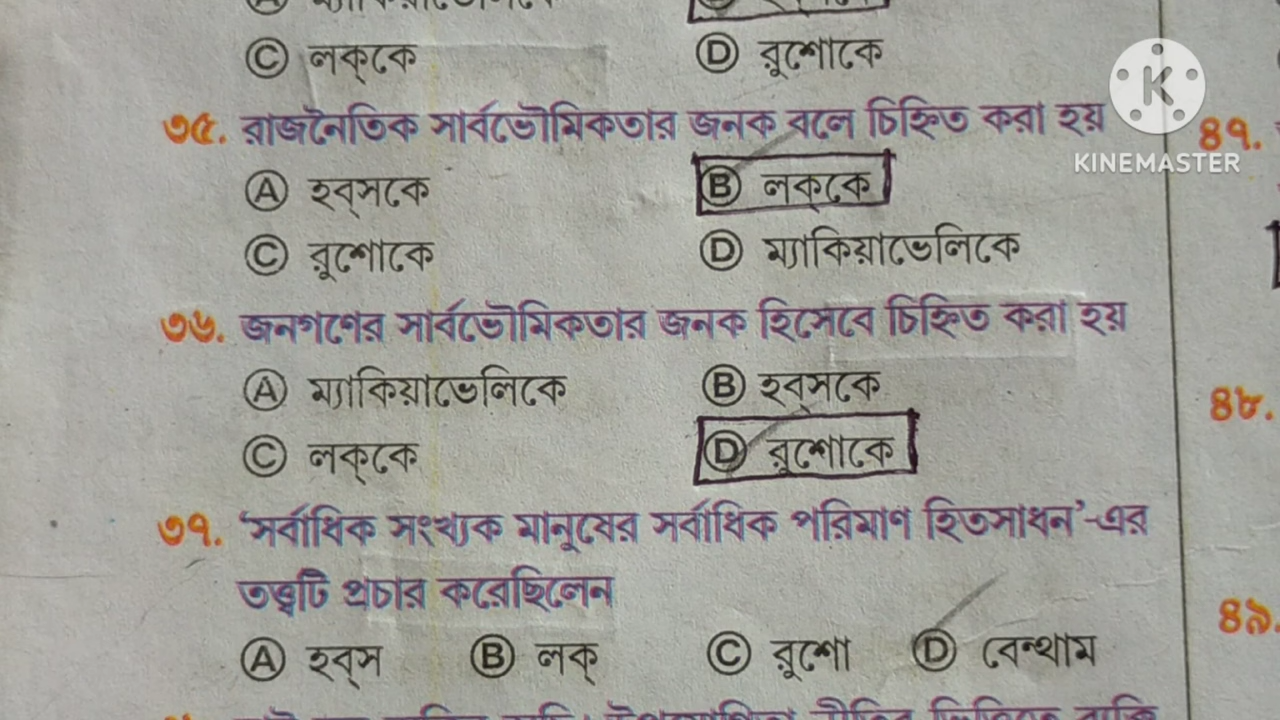 Ⓒ লক্‌কে Ⓓ রুশোকে
৩৫. রাজনৈতিক সার্বভৌমিকতার জনক বলে চিহ্নিত করা হয়
Ⓐ হব্‌সকে Ⓑ লক্‌কে
Ⓒ রুশোকে Ⓓ ম্যাকিয়াভেলিকে
৩৬. জনগণের সার্বভৌমিকতার জনক হিসেবে চিহ্নিত করা হয়
Ⓐ ম্যাকিয়াভেলিকে Ⓑ হব্‌সকে
Ⓒ লক্‌কে Ⓓ রুশোকে
৩৭. ‘সর্বাধিক সংখ্যক মানুষের সর্বাধিক পরিমাণ হিতসাধন’-এর
তত্ত্বটি প্রচার করেছিলেন
Ⓐ হব্‌স Ⓑ লক্‌ Ⓒ রুশো Ⓓ বেন্থাম
৪৭.
৪৮.
৪৯.
K
KINEMASTER